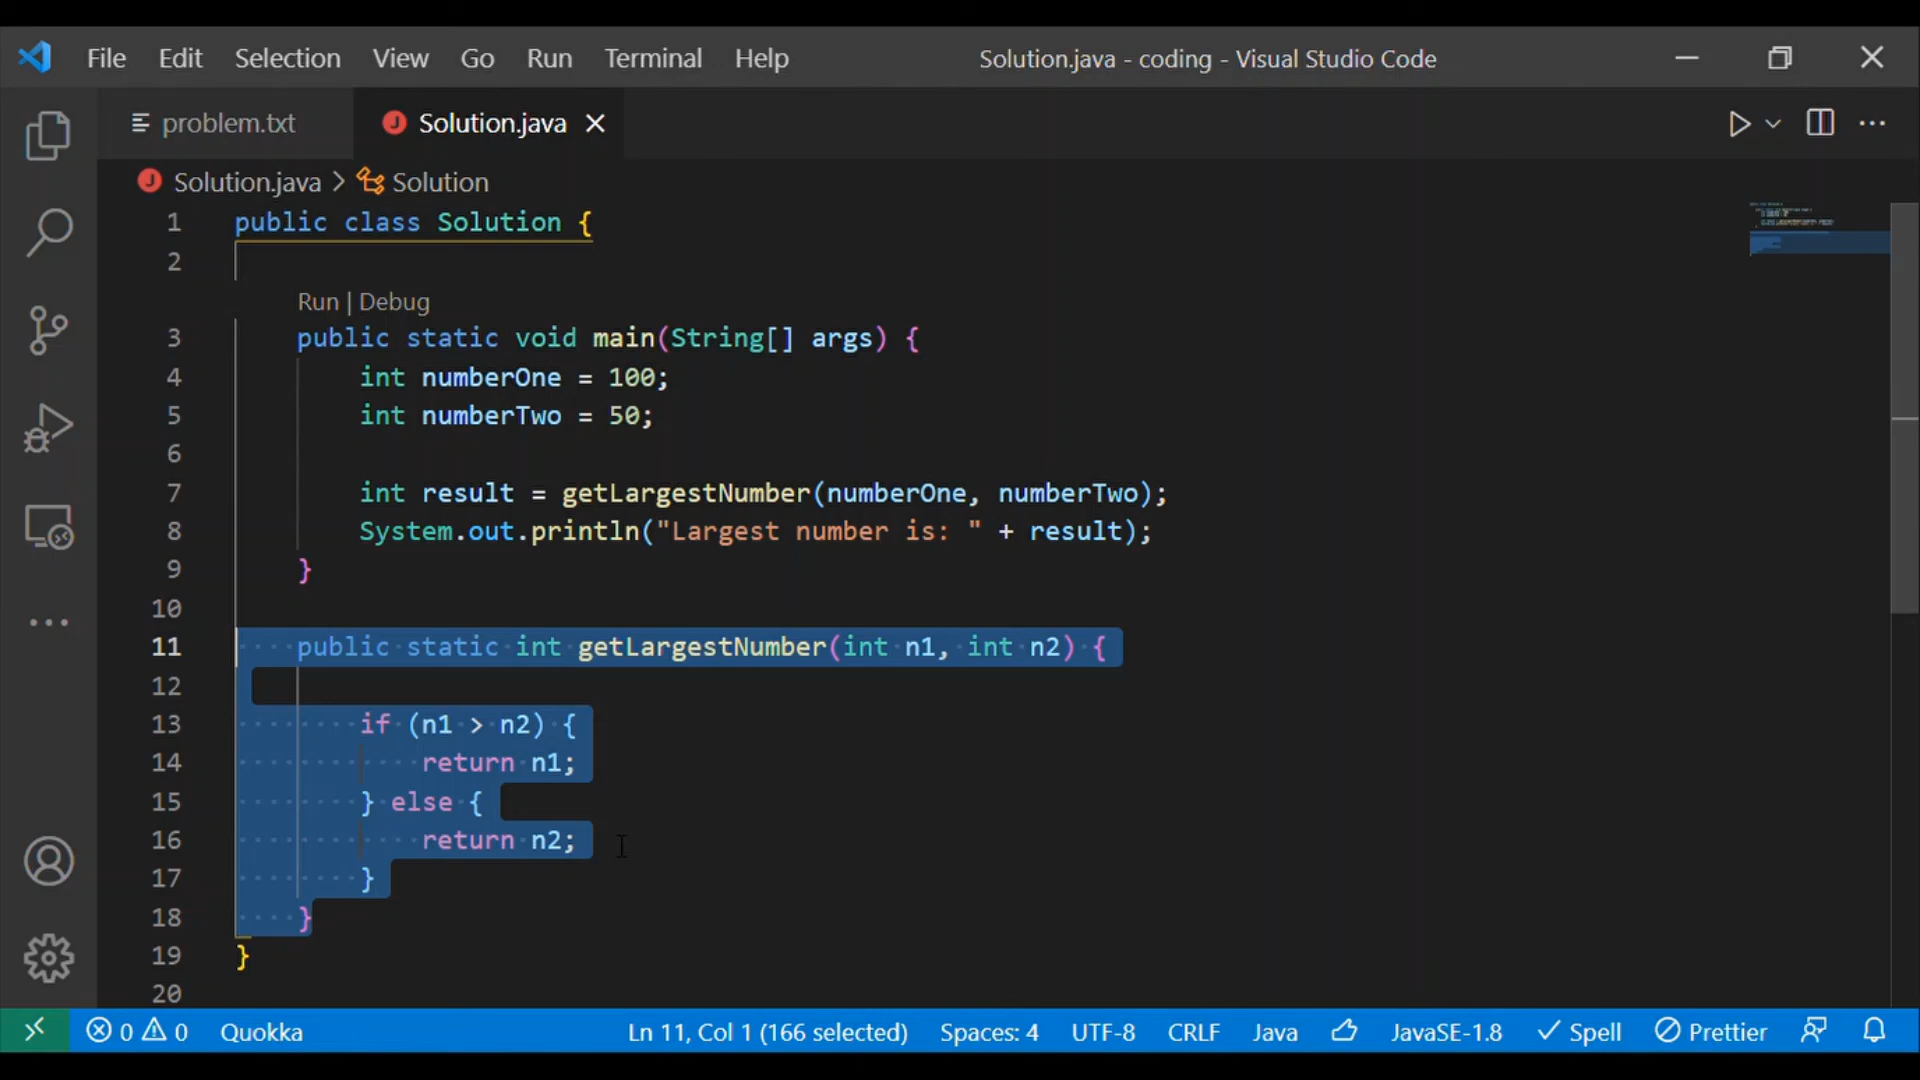 File Edit Selection View Go Run Terminal Help Solution.java - coding - Visual Studio Code
problem.txt Solution.java
Solution.java > Solution
1 public class Solution {
2
Run | Debug
3 public static void main(String[] args) {
4 int numberOne = 100;
5 int numberTwo = 50;
6
7 int result = getLargestNumber(numberOne, numberTwo);
8 System.out.println("Largest number is: " + result);
9 }
10
11 public static int getLargestNumber(int n1, int n2) {
12
13 if (n1 > n2) {
14 return n1;
15 } else {
16 return n2;
17 }
18 }
19 }
20
0 0 Quokka Ln 11, Col 1 (166 selected) Spaces: 4 UTF-8 CRLF Java JavaSE-1.8 Spell Prettier